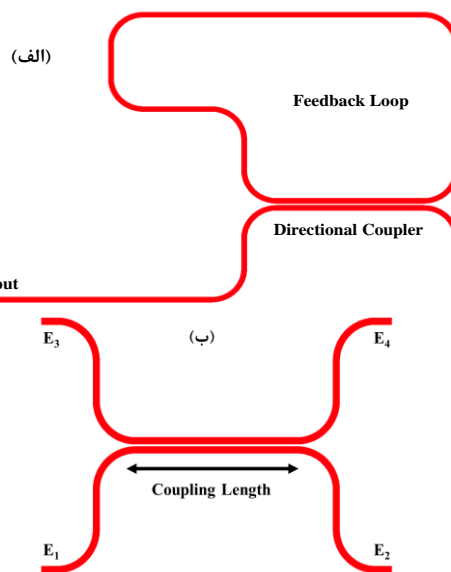 (الف)
Feedback Loop
Directional Coupler
out
(ب)
E₃
E₄
Coupling Length
E₁
E₂